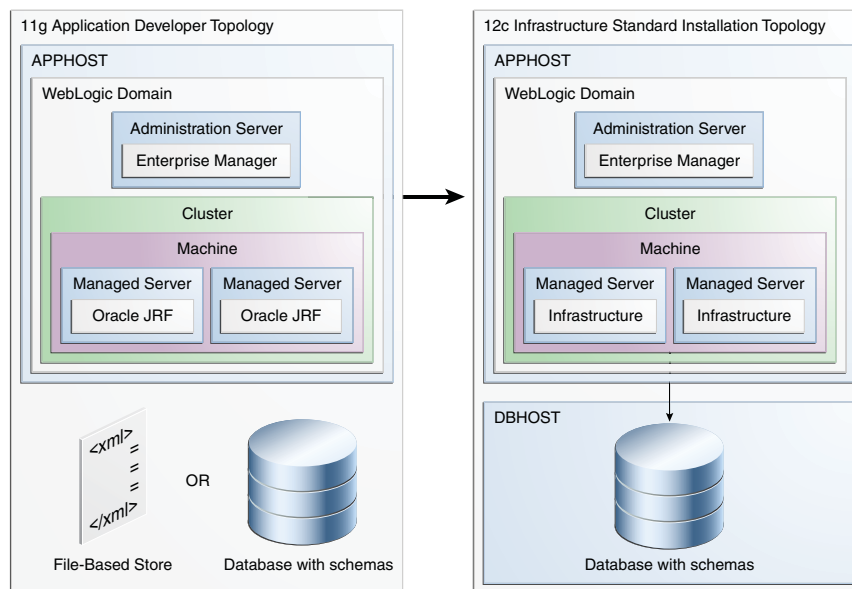 11g Application Developer Topology
APPHOST
WebLogic Domain
Administration Server
Enterprise Manager
Cluster
Machine
Managed Server
Oracle JRF
Managed Server
Oracle JRF
<xml>
=
=
=
</xml>
File-Based Store
OR
Database with schemas
12c Infrastructure Standard Installation Topology
APPHOST
WebLogic Domain
Administration Server
Enterprise Manager
Cluster
Machine
Managed Server
Infrastructure
Managed Server
Infrastructure
DBHOST
Database with schemas